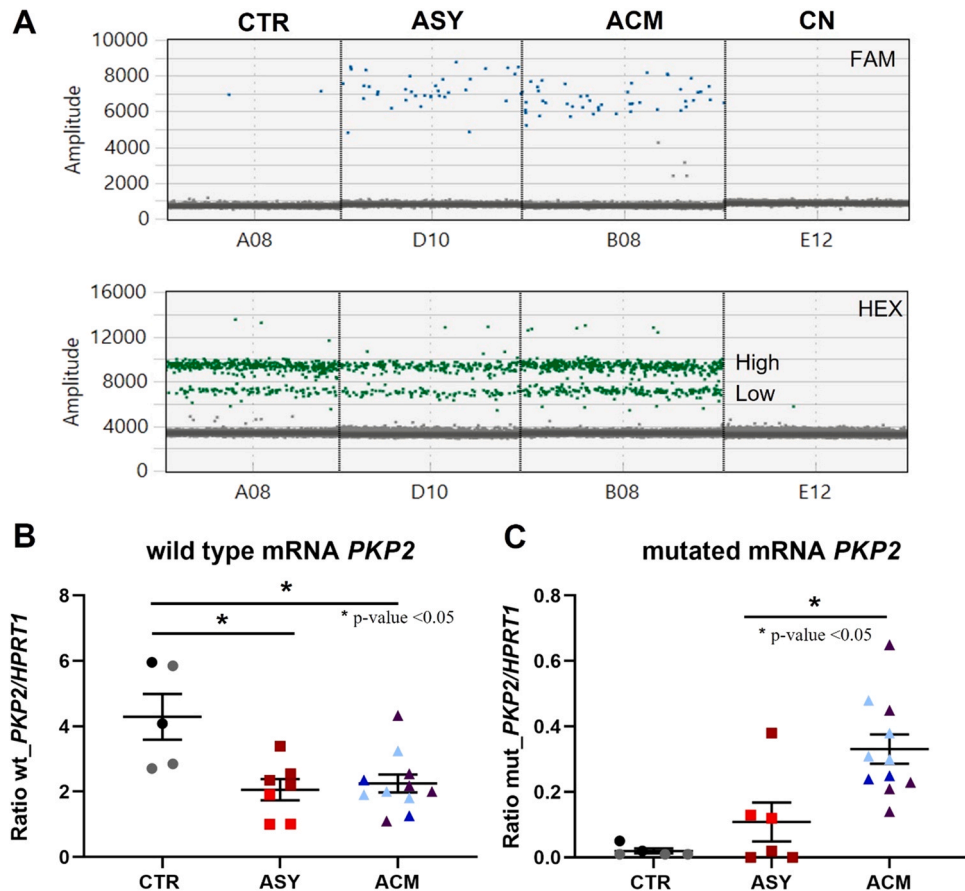 A
CTR ASY ACM CN
10000
8000
6000
4000
2000
0
Amplitude
FAM
A08 D10 B08 E12
16000
12000
8000
4000
0
Amplitude
HEX
High
Low
A08 D10 B08 E12
B
wild type mRNA PKP2
8
6
4
2
0
Ratio wt_PKP2/HPRT1
*
*
* p-value <0.05
CTR ASY ACM
C
mutated mRNA PKP2
0.8
0.6
0.4
0.2
0.0
Ratio mut_PKP2/HPRT1
*
* p-value <0.05
CTR ASY ACM